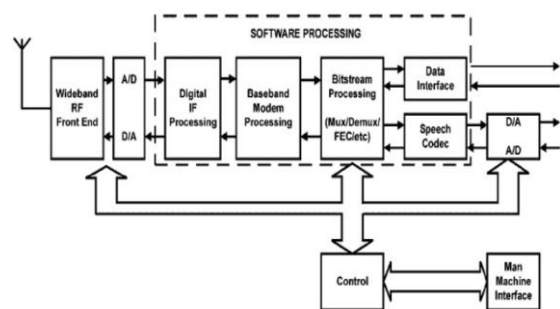 SOFTWARE PROCESSING
Wideband
RF
Front End
A/D
D/A
Digital
IF
Processing
Baseband
Modem
Processing
Bitstream
Processing
(Mux/Demux/
FEC/etc)
Data
Interface
Speech
Codec
D/A
A/D
Control
Man
Machine
Interface